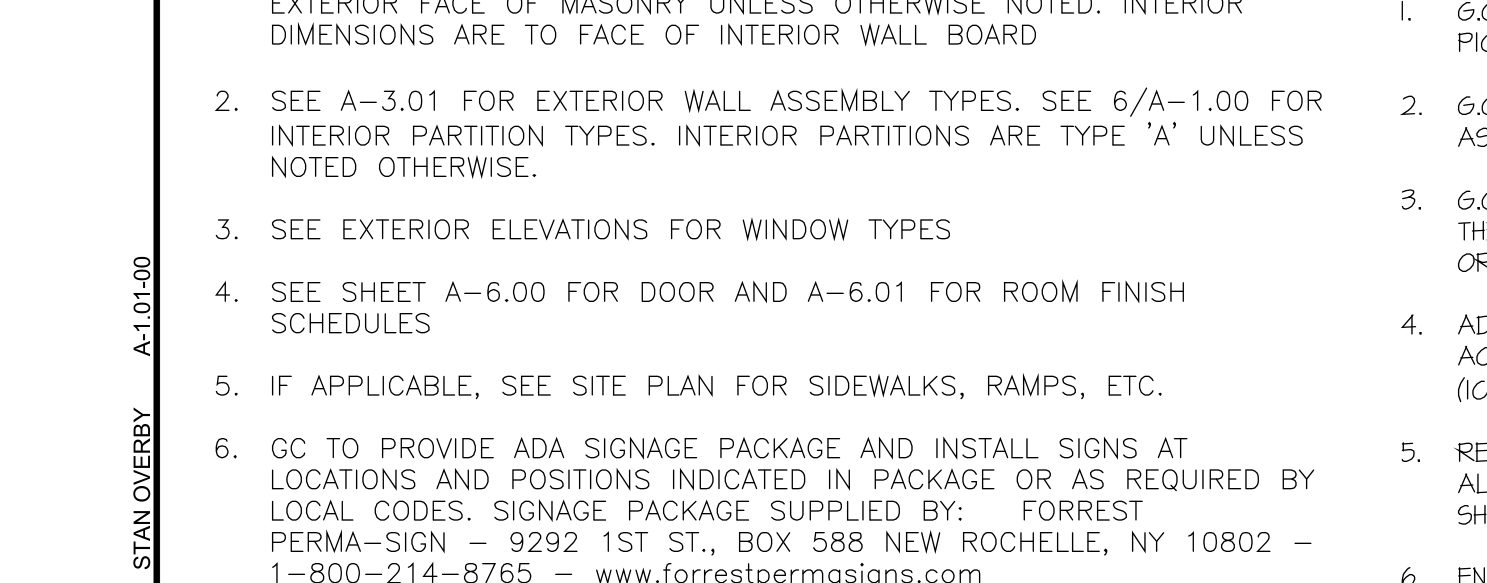 EXTERIOR FACE OF MASONRY UNLESS OTHERWISE NOTED. INTERIOR
DIMENSIONS ARE TO FACE OF INTERIOR WALL BOARD
2. SEE A-3.01 FOR EXTERIOR WALL ASSEMBLY TYPES. SEE 6/A-1.00 FOR
INTERIOR PARTITION TYPES. INTERIOR PARTITIONS ARE TYPE 'A' UNLESS
NOTED OTHERWISE.
3. SEE EXTERIOR ELEVATIONS FOR WINDOW TYPES
4. SEE SHEET A-6.00 FOR DOOR AND A-6.01 FOR ROOM FINISH
SCHEDULES
5. IF APPLICABLE, SEE SITE PLAN FOR SIDEWALKS, RAMPS, ETC.
6. GC TO PROVIDE ADA SIGNAGE PACKAGE AND INSTALL SIGNS AT
LOCATIONS AND POSITIONS INDICATED IN PACKAGE OR AS REQUIRED BY
LOCAL CODES. SIGNAGE PACKAGE SUPPLIED BY: FORREST
PERMA-SIGN - 9292 1ST ST., BOX 588 NEW ROCHELLE, NY 10802 -
1-800-214-8765 - www.forrestpermasigns.com
STAN OVERBY A-1.01-00
1.
2.
3.
4.
5.
6